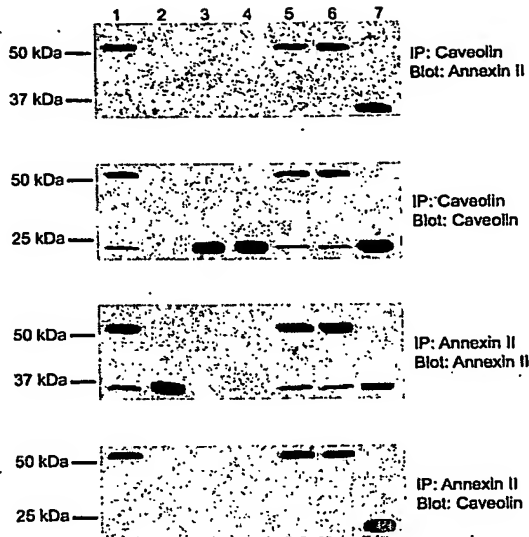 1 2 3 4 5 6 7
50 kDa
37 kDa
IP: Caveolin
Blot: Annexin II
50 kDa
25 kDa
IP: Caveolin
Blot: Caveolin
50 kDa
37 kDa
IP: Annexin II
Blot: Annexin II
50 kDa
25 kDa
IP: Annexin II
Blot: Caveolin